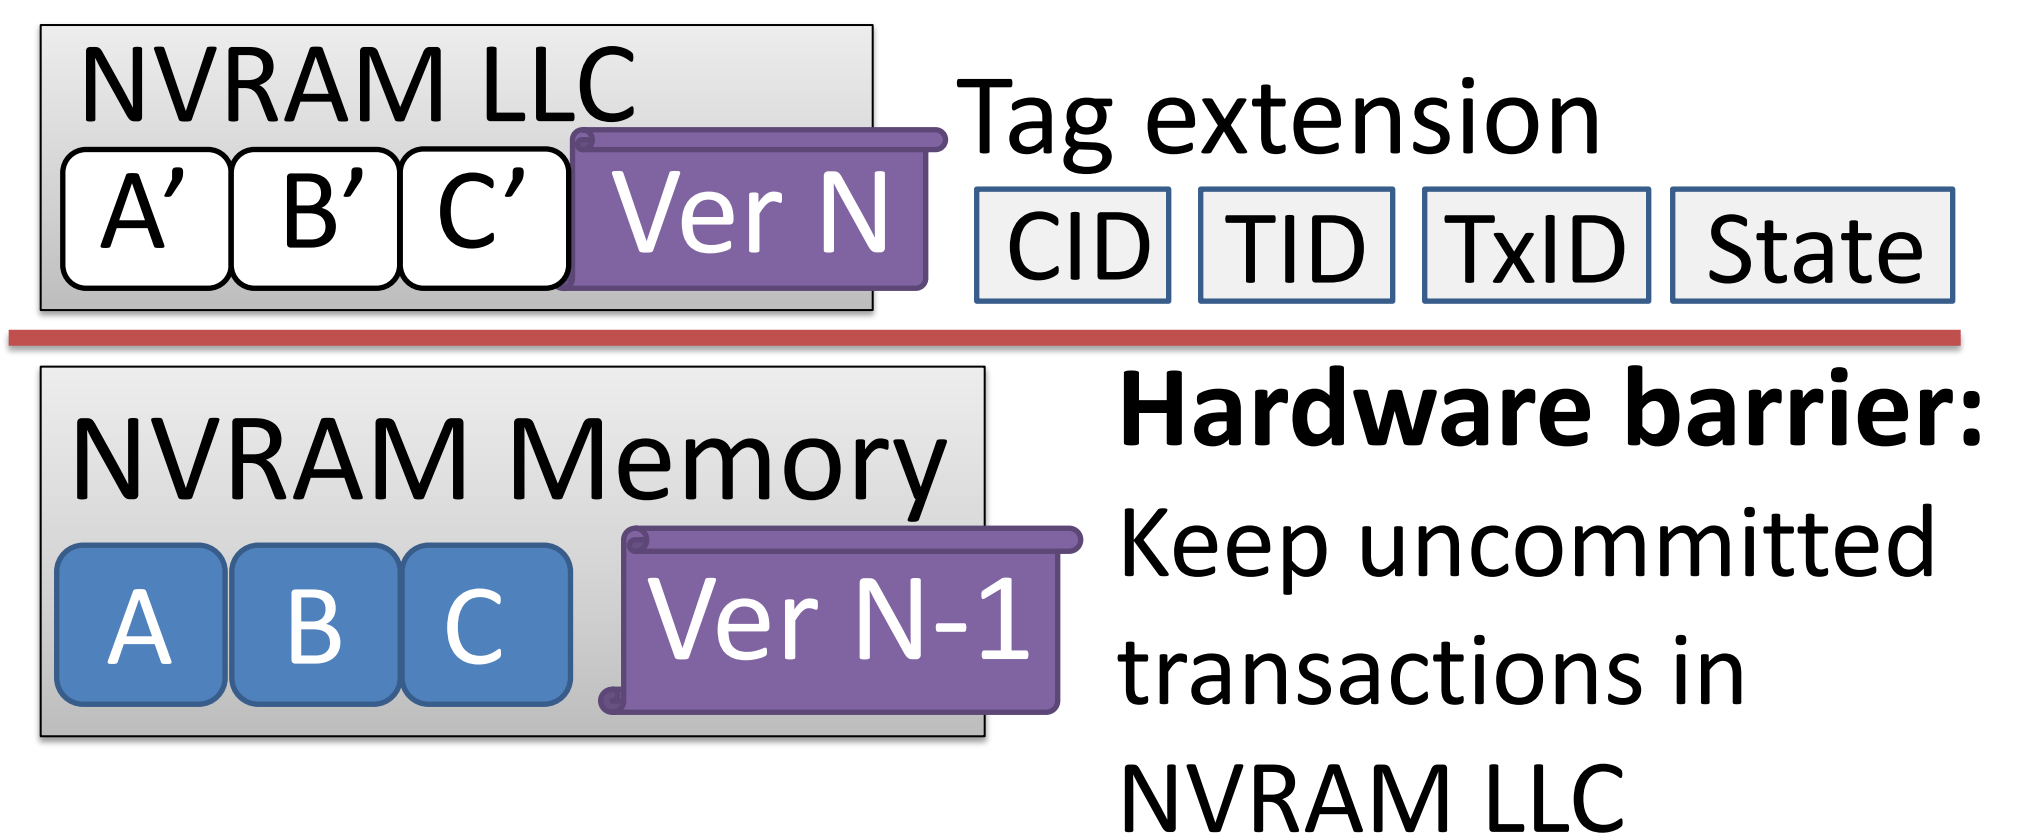 NVRAM LLC
A’ B’ C’ Ver N
Tag extension
CID TID TxID State
NVRAM Memory
A B C Ver N-1
Hardware barrier:
Keep uncommitted
transactions in
NVRAM LLC